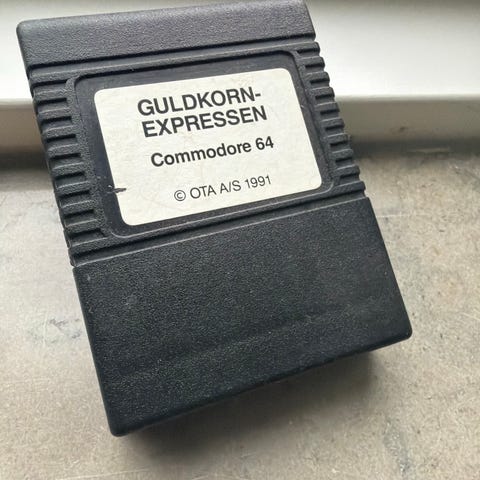 GULDKORN-
EXPRESSEN
Commodore 64
© OTA A/S 1991